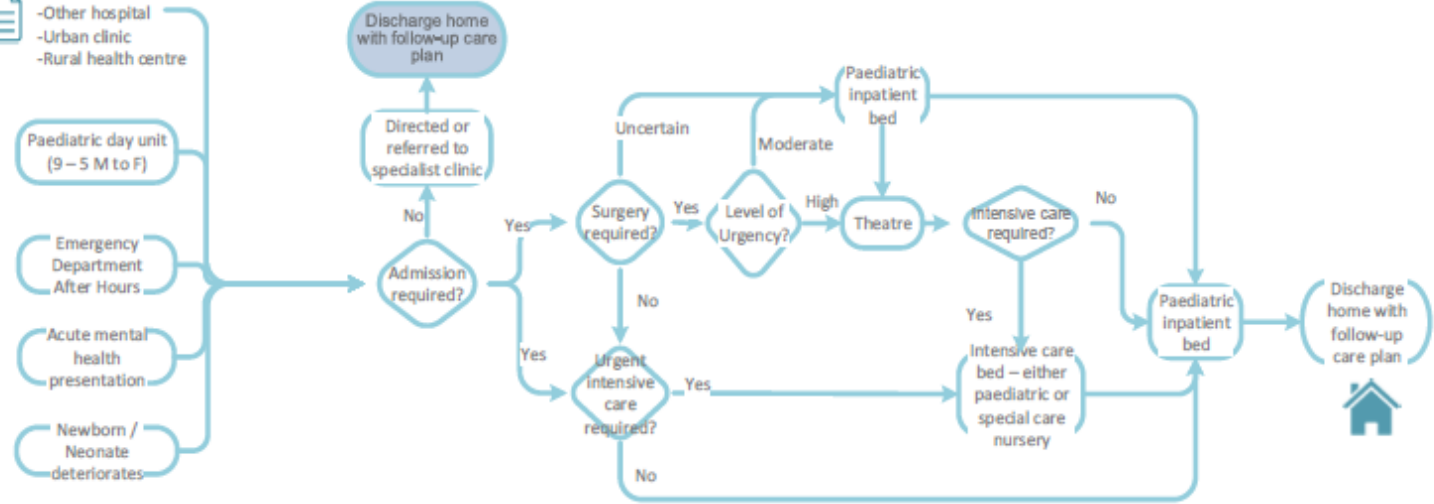 -Other hospital
-Urban clinic
-Rural health centre
Paediatric day unit
(9 – 5 M to F)
Emergency
Department
After Hours
Acute mental
health
presentation
Newborn /
Neonate
deteriorates
Discharge home
with follow-up care
plan
Directed or
referred to
specialist clinic
No
Admission
required?
Yes
Yes
Uncertain
Surgery
required?
Yes
No
Urgent
intensive
care
required?
Yes
No
Moderate
Level of
Urgency?
High
Paediatric
inpatient
bed
Theatre
Intensive care
required?
No
Yes
Intensive care
bed – either
paediatric or
special care
nursery
Paediatric
inpatient
bed
Discharge
home with
follow-up
care plan